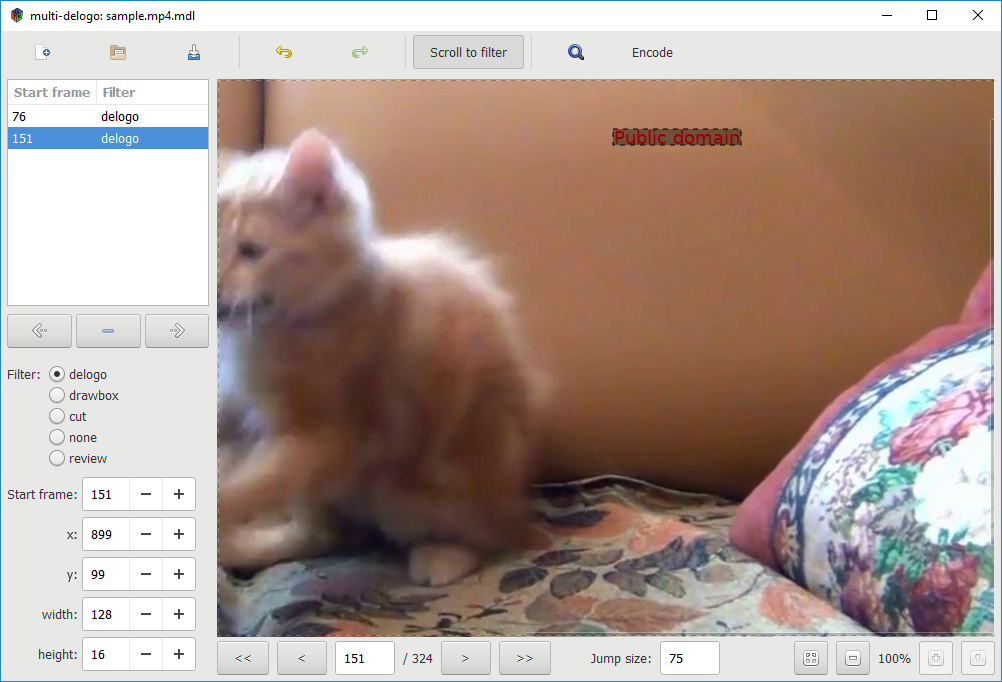 multi-delogo: sample.mp4.mdl
Scroll to filter
Encode
Start frame Filter
76 delogo
151 delogo
Public domain
Filter: delogo
drawbox
cut
none
review
Start frame: 151 − +
x: 899 − +
y: 99 − +
width: 128 − +
height: 16 − +
<< < 151 / 324 > >> Jump size: 75 100%